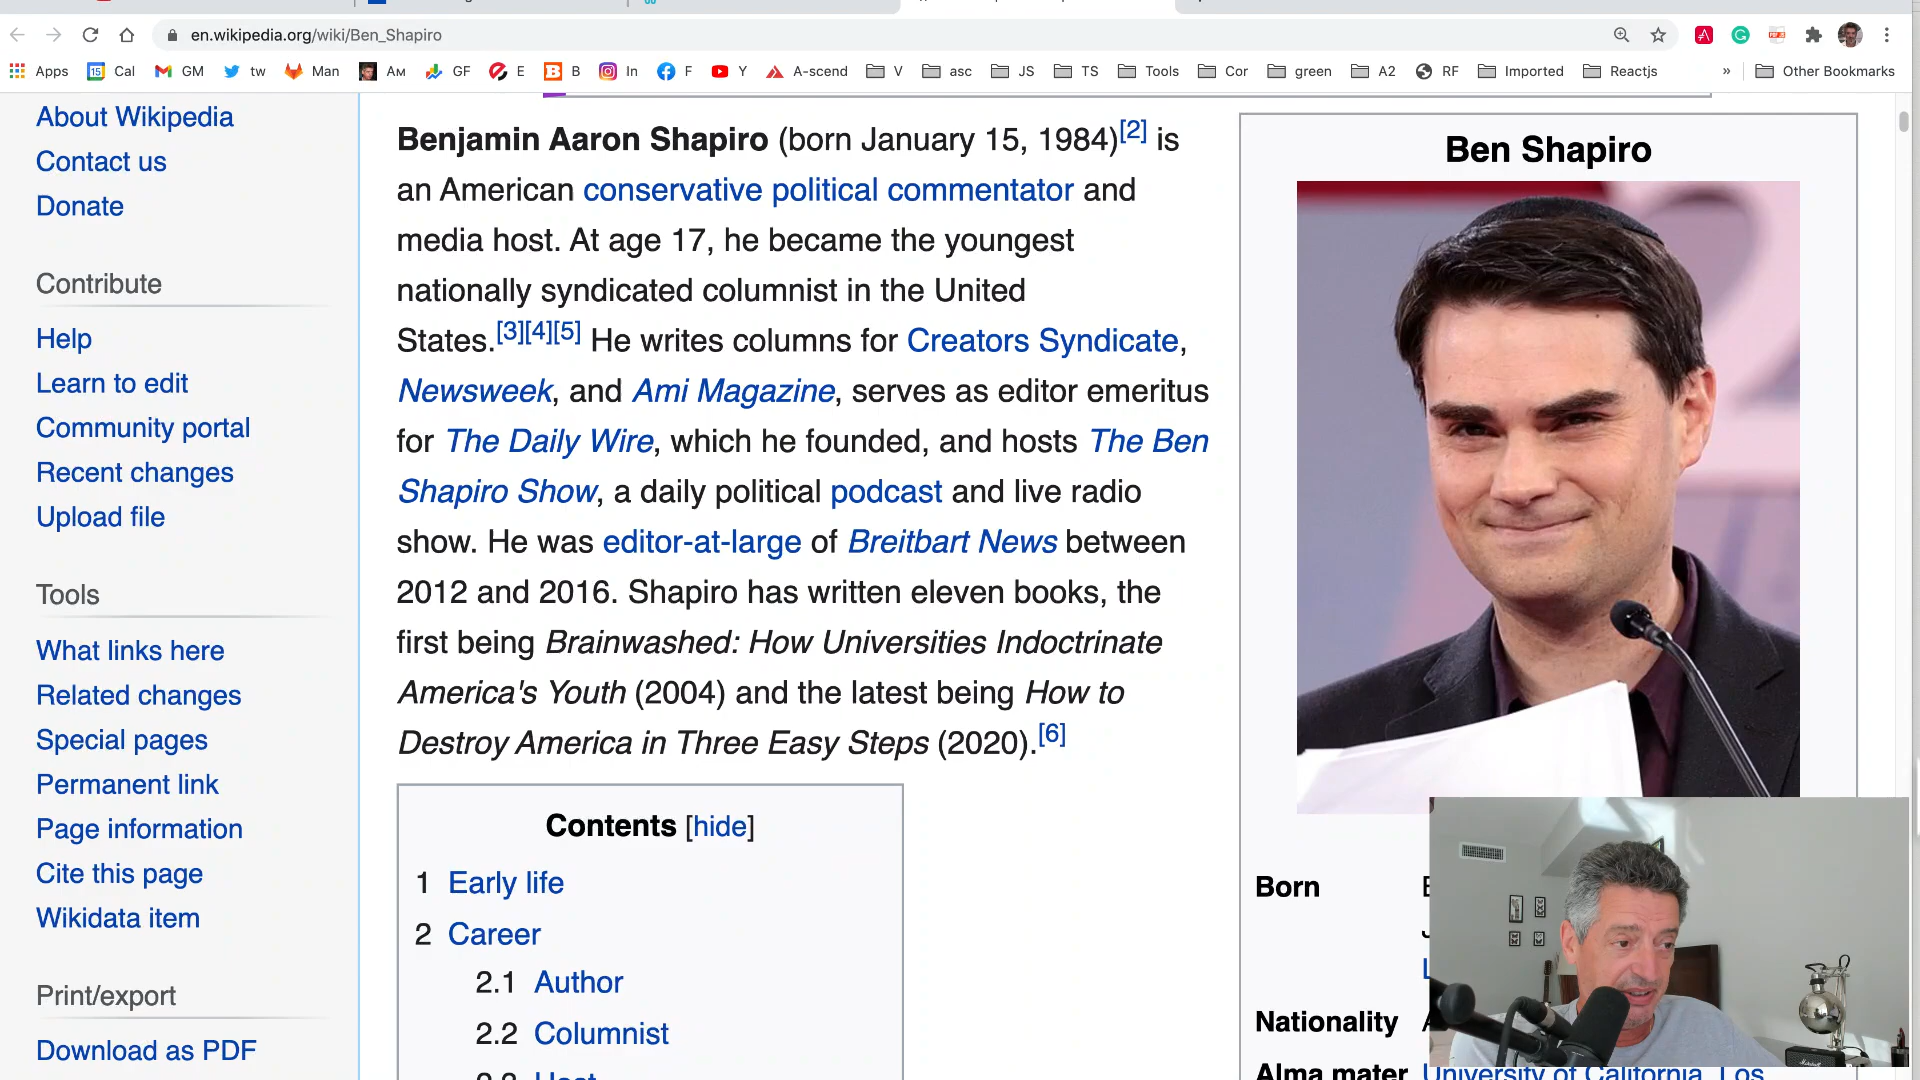 en.wikipedia.org/wiki/Ben_Shapiro
Apps
15
Cal
GM
tw
Man
Ам
GF
E
B
In
F
Y
A-scend
V
asc
JS
TS
Tools
Cor
green
A2
RF
Imported
Reactjs
»
Other Bookmarks
About Wikipedia
Contact us
Donate
Contribute
Help
Learn to edit
Community portal
Recent changes
Upload file
Tools
What links here
Related changes
Special pages
Permanent link
Page information
Cite this page
Wikidata item
Print/export
Download as PDF
Benjamin Aaron Shapiro (born January 15, 1984)[2] is
an American conservative political commentator and
media host. At age 17, he became the youngest
nationally syndicated columnist in the United
States.[3][4][5] He writes columns for Creators Syndicate,
Newsweek, and Ami Magazine, serves as editor emeritus
for The Daily Wire, which he founded, and hosts The Ben
Shapiro Show, a daily political podcast and live radio
show. He was editor-at-large of Breitbart News between
2012 and 2016. Shapiro has written eleven books, the
first being Brainwashed: How Universities Indoctrinate
America's Youth (2004) and the latest being How to
Destroy America in Three Easy Steps (2020).[6]
Contents [hide]
1 Early life
2 Career
2.1 Author
2.2 Columnist
2.3 Host
Ben Shapiro
Born
Nationality
Alma mater University of California, Los
Marshall